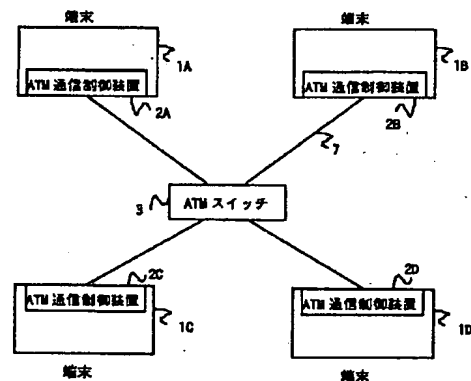 端末
端末
1A
1B
ATM 通信制御装置
ATM 通信制御装置
2A
2B
7
3
ATM スイッチ
2C
2D
ATM 通信制御装置
ATM 通信制御装置
1C
1D
端末
端末